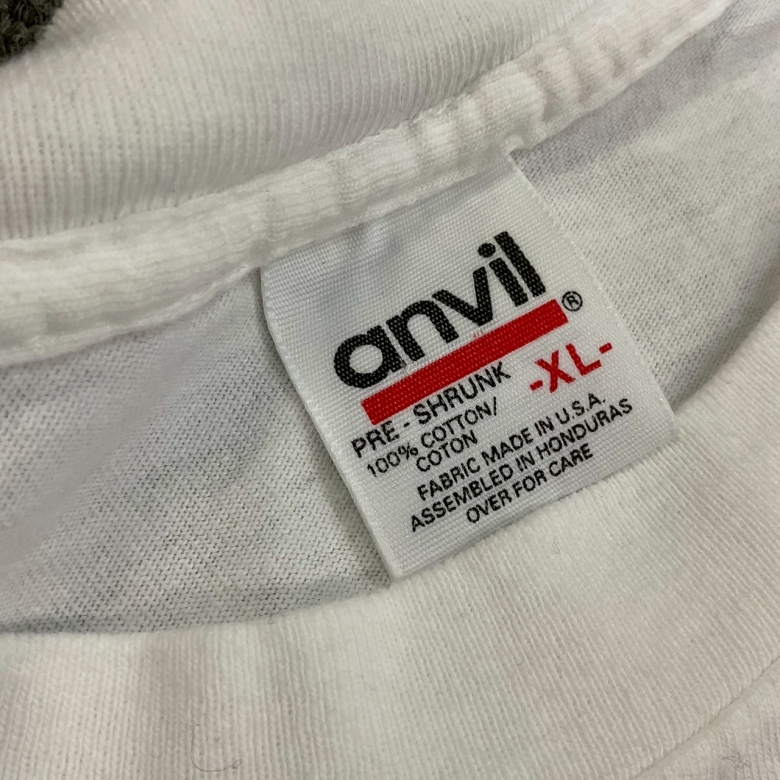 anvil®
-XL-
PRE - SHRUNK
100% COTTON/
COTON
FABRIC MADE IN U.S.A.
ASSEMBLED IN HONDURAS
OVER FOR CARE